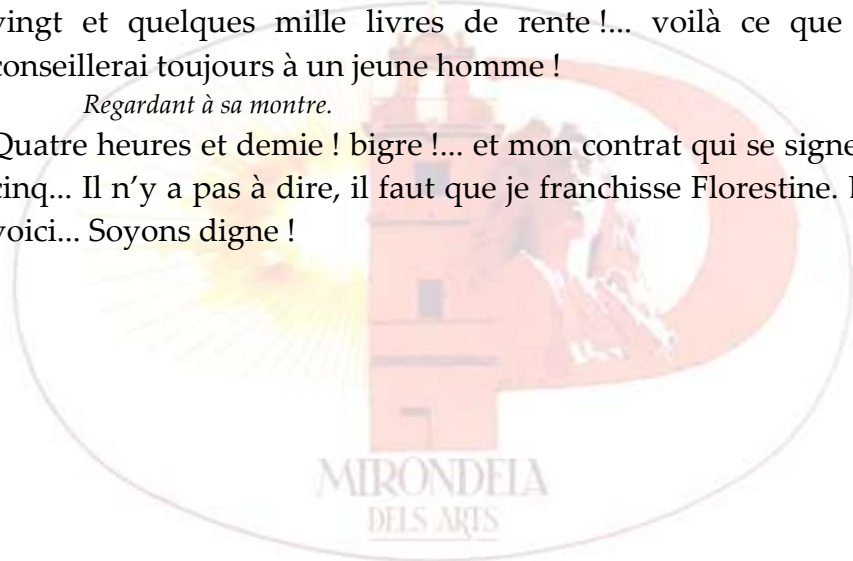 vingt et quelques mille livres de rente !... voilà ce que
conseillerai toujours à un jeune homme !
Regardant à sa montre.
Quatre heures et demie ! bigre !... et mon contrat qui se signe
cinq... Il n’y a pas à dire, il faut que je franchisse Florestine.
voici... Soyons digne !
MIRONDELA
DELS ARTS